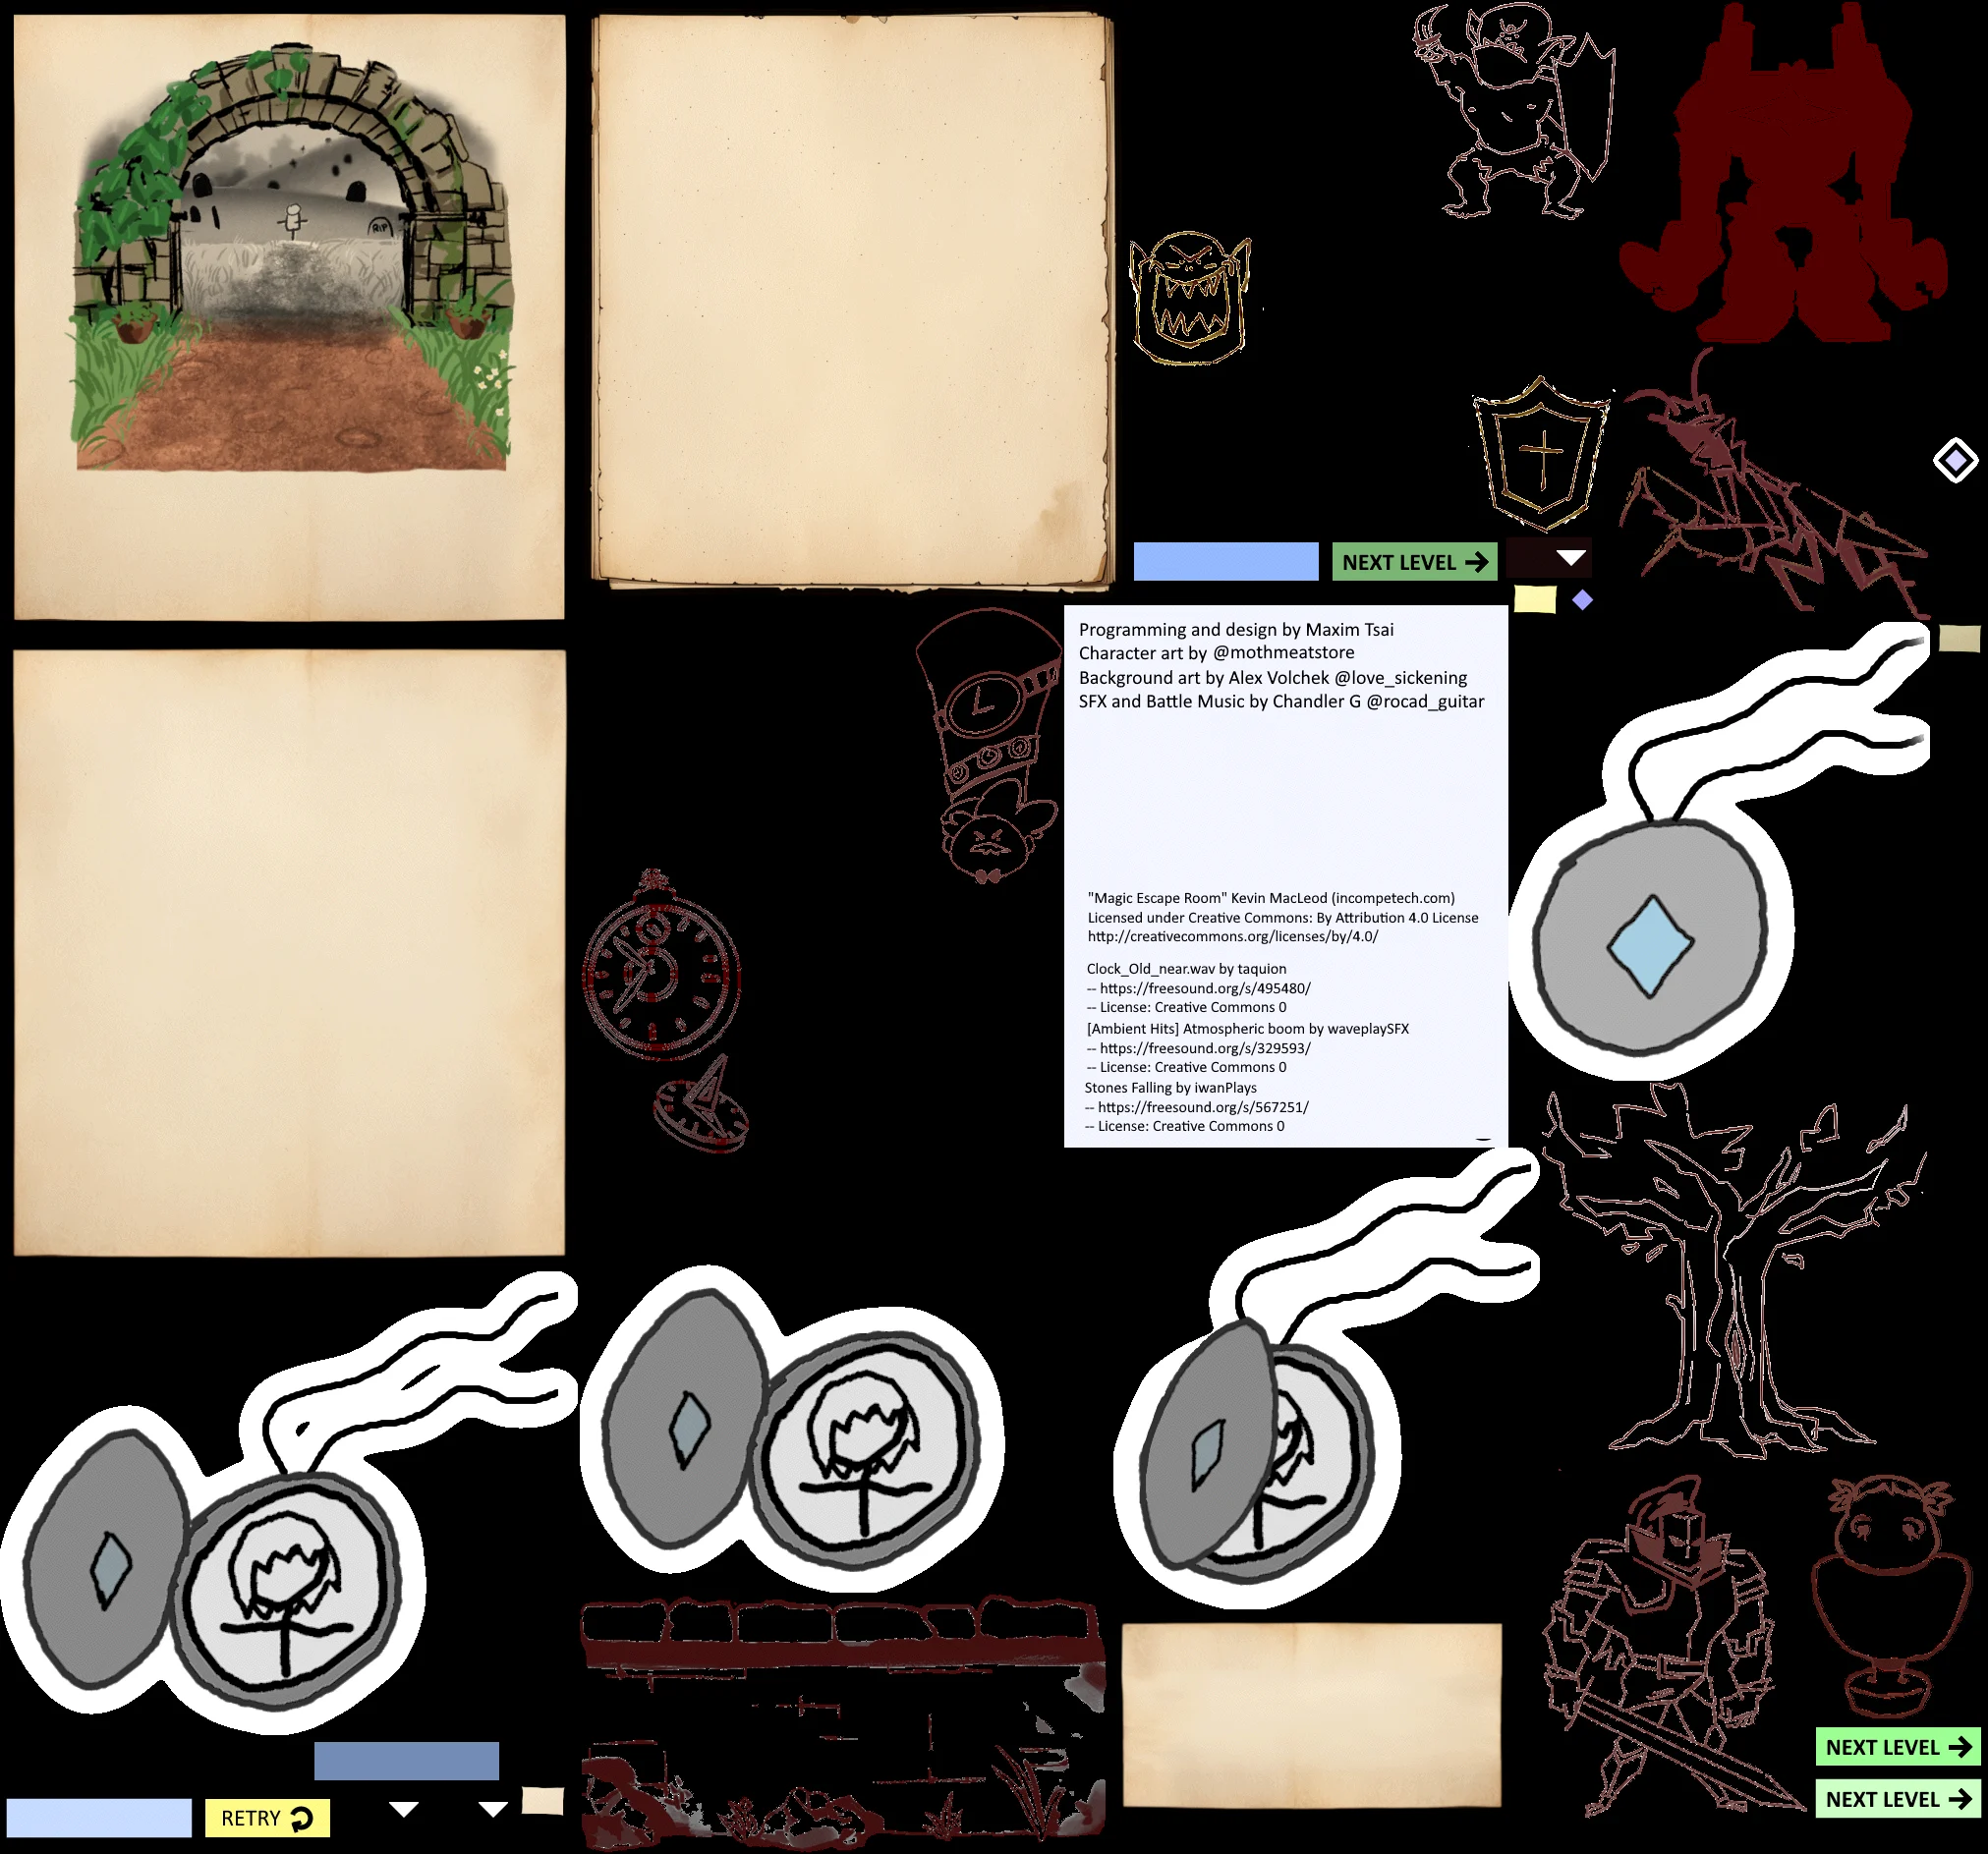 RIP
NEXT LEVEL
Programming and design by Maxim Tsai
Character art by @mothmeatstore
Background art by Alex Volchek @love_sickening
SFX and Battle Music by Chandler G @rocad_guitar
"Magic Escape Room" Kevin MacLeod (incompetech.com)
Licensed under Creative Commons: By Attribution 4.0 License
http://creativecommons.org/licenses/by/4.0/
Clock_Old_near.wav by taquion
-- https://freesound.org/s/495480/
-- License: Creative Commons 0
[Ambient Hits] Atmospheric boom by waveplaySFX
-- https://freesound.org/s/329593/
-- License: Creative Commons 0
Stones Falling by iwanPlays
-- https://freesound.org/s/567251/
-- License: Creative Commons 0
RETRY
NEXT LEVEL
NEXT LEVEL